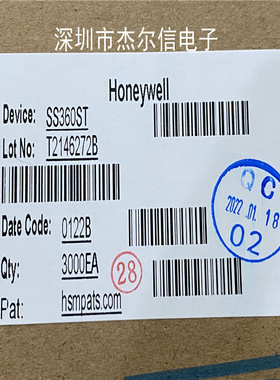 深圳市杰尔信电子
Honeywell
Device: SS360ST
Lot No: T2146272B
QC
2022.01.18
02
Date Code: 0122B
Qty: 3000EA
28
Pat: hsmpats.com